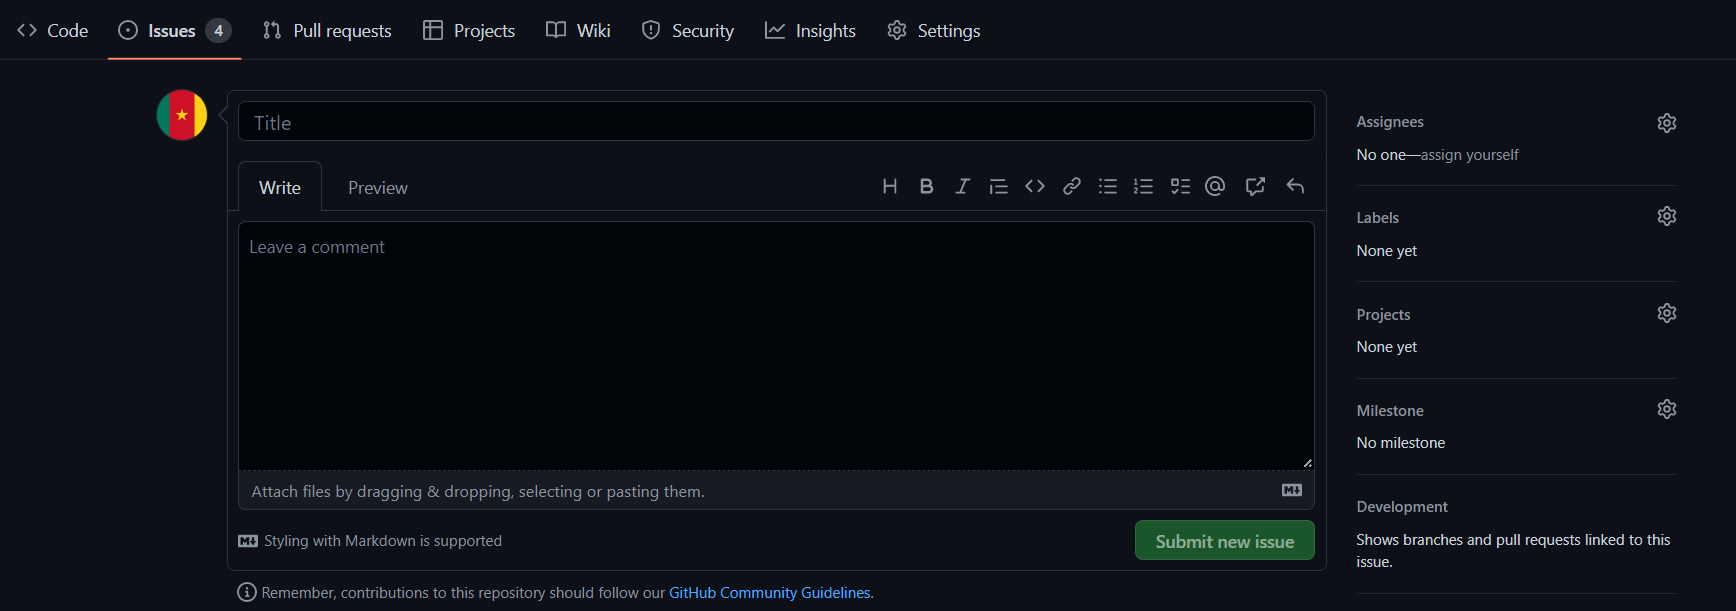 Code Issues 4 Pull requests Projects Wiki Security Insights Settings
Title
Write Preview
Leave a comment
Attach files by dragging & dropping, selecting or pasting them.
Styling with Markdown is supported
Submit new issue
Remember, contributions to this repository should follow our GitHub Community Guidelines.
Assignees
No one—assign yourself
Labels
None yet
Projects
None yet
Milestone
No milestone
Development
Shows branches and pull requests linked to this
issue.